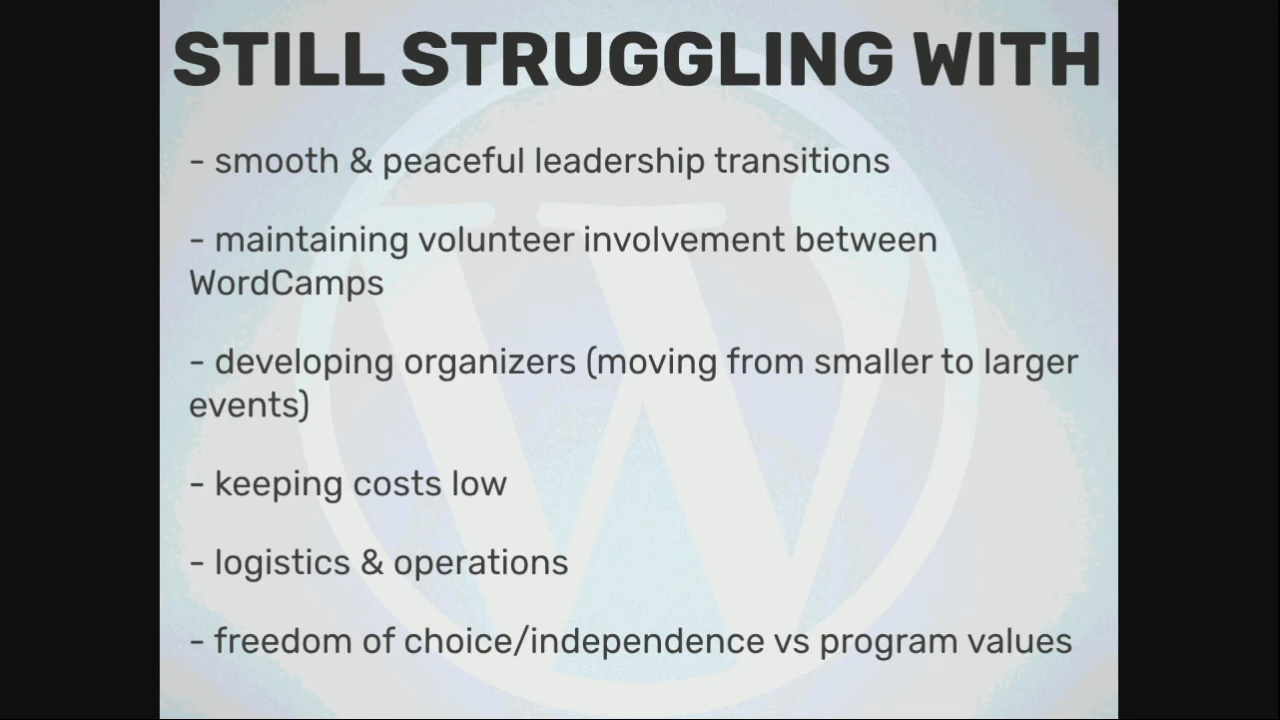 STILL STRUGGLING WITH
- smooth & peaceful leadership transitions
- maintaining volunteer involvement between
WordCamps
- developing organizers (moving from smaller to larger
events)
- keeping costs low
- logistics & operations
- freedom of choice/independence vs program values